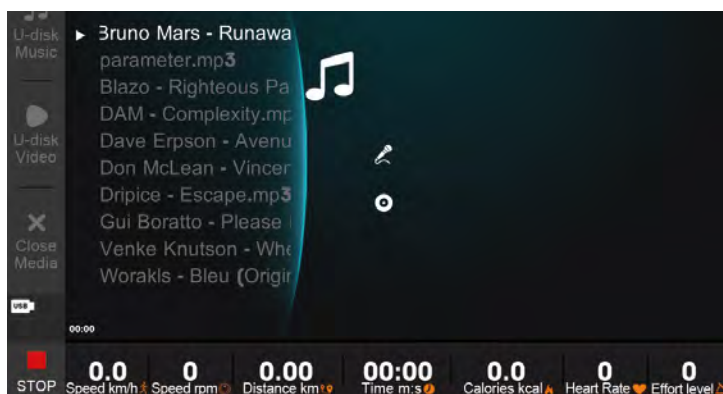 U-disk
Music
U-disk
Video
Close
Media
USB
STOP
Bruno Mars - Runawa
parameter.mp3
Blazo - Righteous Pa
DAM - Complexity.mp
Dave Erpson - Avenu
Don McLean - Vincen
Dripice - Escape.mp3
Gui Boratto - Please
Venke Knutson - Whe
Worakls - Bleu (Origin
00:00
0.0
Speed km/h
0
Speed rpm
0.00
Distance km
00:00
Time m:s
0.0
Calories kcal
0
Heart Rate
0
Effort level